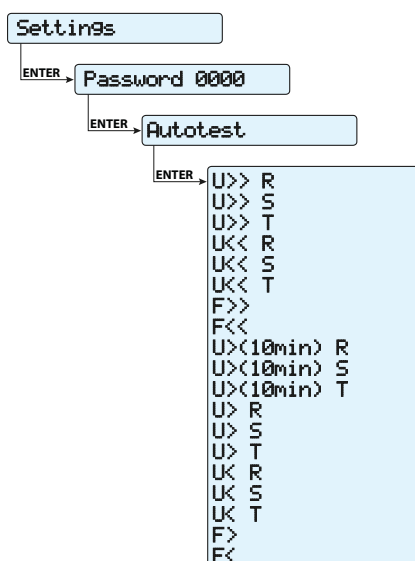 Settings
ENTER
Password 0000
ENTER
Autotest
ENTER
U>> R
U>> S
U>> T
U<< R
U<< S
U<< T
F>>
F<<
U>(10min) R
U>(10min) S
U>(10min) T
U> R
U> S
U> T
U< R
U< S
U< T
F>
F<